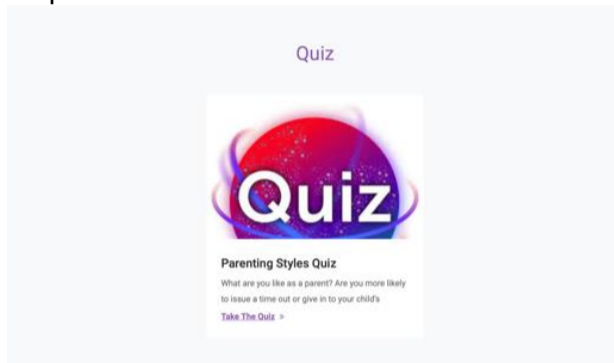 Quiz
Quiz
Parenting Styles Quiz
What are you like as a parent? Are you more likely
to issue a time out or give in to your child's
Take The Quiz >